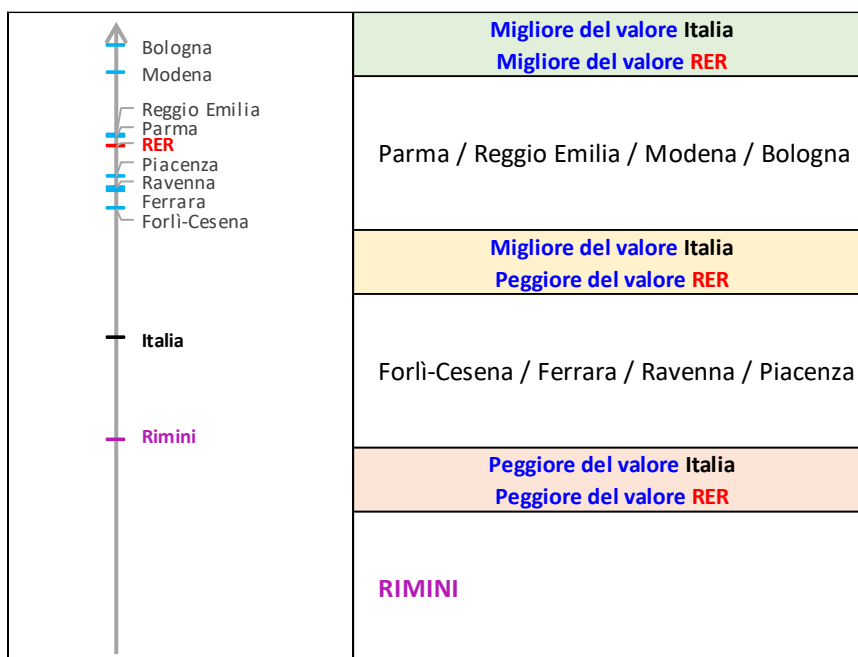 Bologna
Modena
Reggio Emilia
Parma
RER
Piacenza
Ravenna
Ferrara
Forlì-Cesena
Italia
Rimini
Migliore del valore Italia
Migliore del valore RER
Parma / Reggio Emilia / Modena / Bologna
Migliore del valore Italia
Peggiore del valore RER
Forlì-Cesena / Ferrara / Ravenna / Piacenza
Peggiore del valore Italia
Peggiore del valore RER
RIMINI